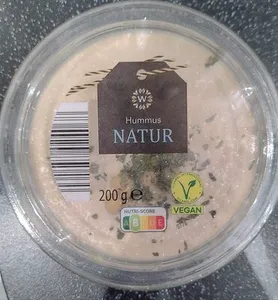 W
Hummus
NATUR
200 g ℮
V
VEGAN
NUTRI-SCORE